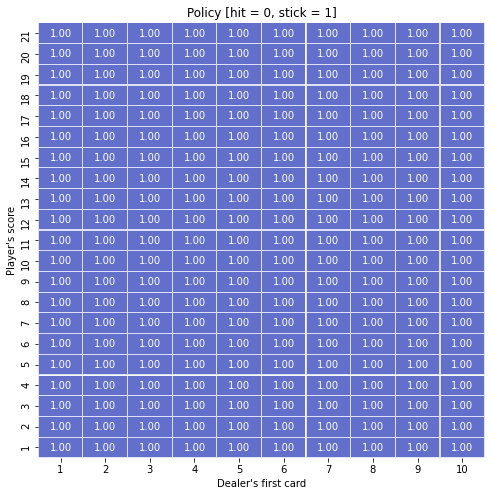 Policy [hit = 0, stick = 1]
21 1.00 1.00 1.00 1.00 1.00 1.00 1.00 1.00 1.00 1.00
20 1.00 1.00 1.00 1.00 1.00 1.00 1.00 1.00 1.00 1.00
19 1.00 1.00 1.00 1.00 1.00 1.00 1.00 1.00 1.00 1.00
18 1.00 1.00 1.00 1.00 1.00 1.00 1.00 1.00 1.00 1.00
17 1.00 1.00 1.00 1.00 1.00 1.00 1.00 1.00 1.00 1.00
16 1.00 1.00 1.00 1.00 1.00 1.00 1.00 1.00 1.00 1.00
15 1.00 1.00 1.00 1.00 1.00 1.00 1.00 1.00 1.00 1.00
14 1.00 1.00 1.00 1.00 1.00 1.00 1.00 1.00 1.00 1.00
13 1.00 1.00 1.00 1.00 1.00 1.00 1.00 1.00 1.00 1.00
12 1.00 1.00 1.00 1.00 1.00 1.00 1.00 1.00 1.00 1.00
11 1.00 1.00 1.00 1.00 1.00 1.00 1.00 1.00 1.00 1.00
10 1.00 1.00 1.00 1.00 1.00 1.00 1.00 1.00 1.00 1.00
9 1.00 1.00 1.00 1.00 1.00 1.00 1.00 1.00 1.00 1.00
8 1.00 1.00 1.00 1.00 1.00 1.00 1.00 1.00 1.00 1.00
7 1.00 1.00 1.00 1.00 1.00 1.00 1.00 1.00 1.00 1.00
6 1.00 1.00 1.00 1.00 1.00 1.00 1.00 1.00 1.00 1.00
5 1.00 1.00 1.00 1.00 1.00 1.00 1.00 1.00 1.00 1.00
4 1.00 1.00 1.00 1.00 1.00 1.00 1.00 1.00 1.00 1.00
3 1.00 1.00 1.00 1.00 1.00 1.00 1.00 1.00 1.00 1.00
2 1.00 1.00 1.00 1.00 1.00 1.00 1.00 1.00 1.00 1.00
1 1.00 1.00 1.00 1.00 1.00 1.00 1.00 1.00 1.00 1.00
Player's score
1 2 3 4 5 6 7 8 9 10
Dealer's first card